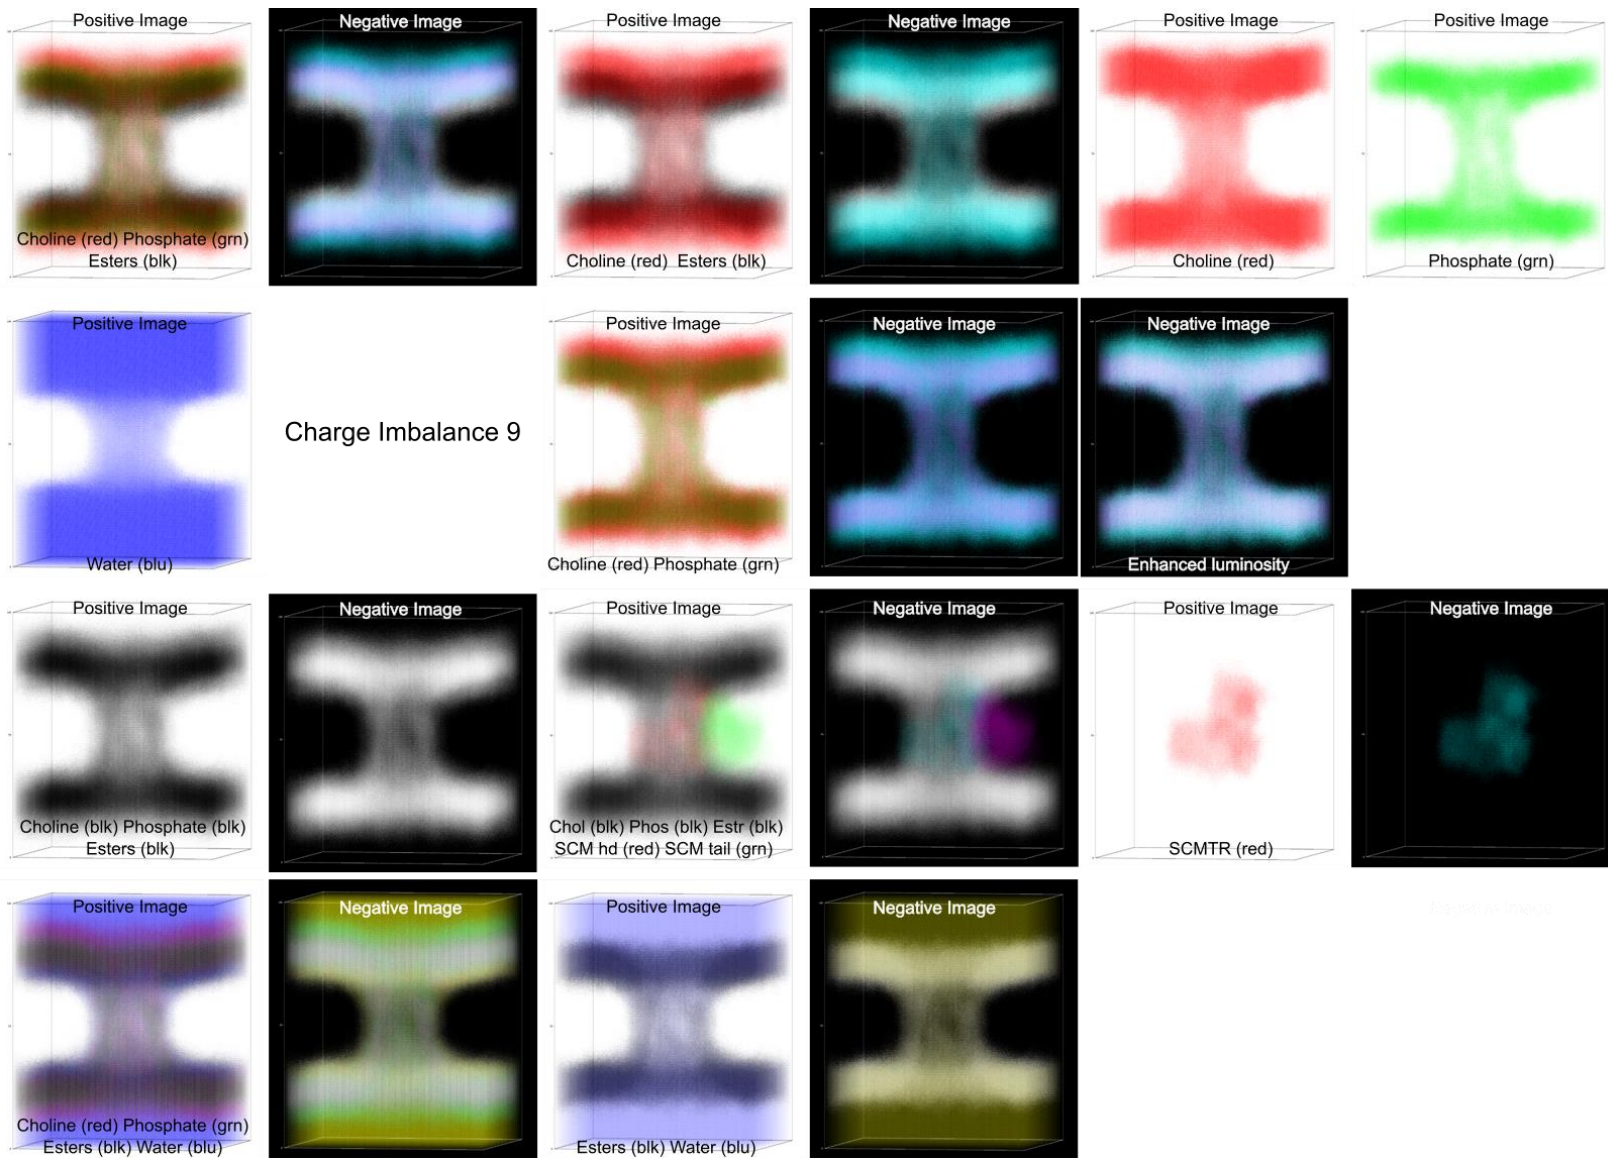 Positive Image
Negative Image
Positive Image
Negative Image
Positive Image
Positive Image
Choline (red) Phosphate (grn)
Esters (blk)
Choline (red) Esters (blk)
Choline (red)
Phosphate (grn)
Positive Image
Positive Image
Negative Image
Negative Image
Charge Imbalance 9
Water (blu)
Choline (red) Phosphate (grn)
Enhanced luminosity
Positive Image
Negative Image
Positive Image
Negative Image
Positive Image
Negative Image
Choline (blk) Phosphate (blk)
Esters (blk)
Chol (blk) Phos (blk) Estr (blk)
SCM hd (red) SCM tail (grn)
SCMTR (red)
Positive Image
Negative Image
Positive Image
Negative Image
Choline (red) Phosphate (grn)
Esters (blk) Water (blu)
Esters (blk) Water (blu)